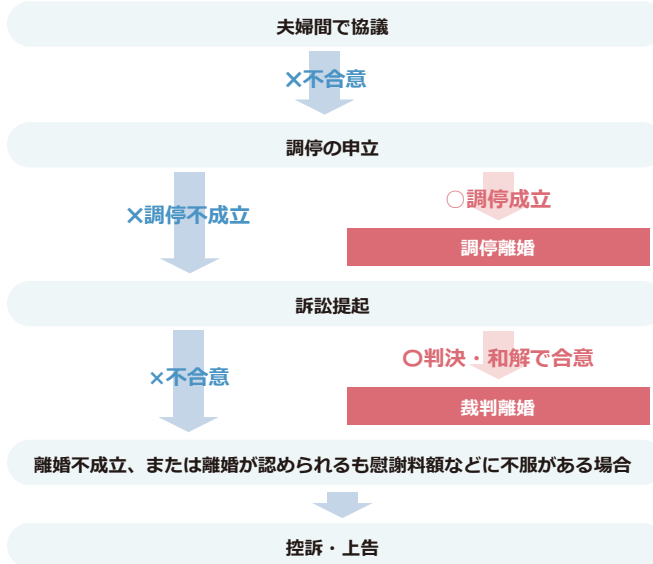 夫婦間で協議
×不合意
調停の申立
×調停不成立
○調停成立
調停離婚
訴訟提起
×不合意
○判決・和解で合意
裁判離婚
離婚不成立、または離婚が認められるも慰謝料額などに不服がある場合
控訴・上告